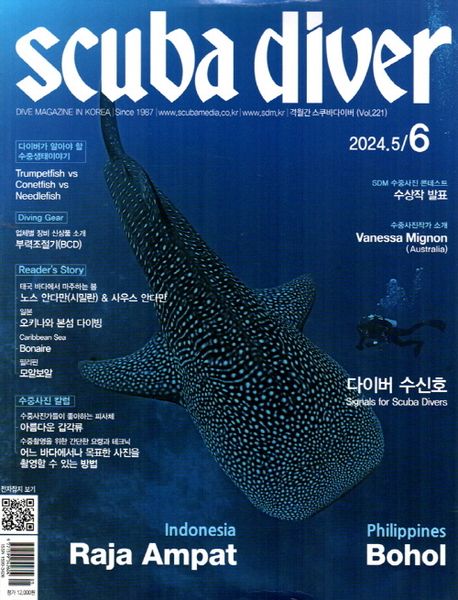 scuba diver
DIVE MAGAZINE IN KOREA | Since 1987 | www.scubamedia.co.kr | www.sdm.kr | 격월간 스쿠바다이버 (Vol.221)
2024.5/6
다이버가 알아야 할
수중생태이야기
Trumpetfish vs
Conetfish vs
Needlefish
Diving Gear
업체별 장비 신상품 소개
부력조절기(BCD)
Reader's Story
태국 바다에서 마주하는 봄
노스 안다만(시밀란) & 사우스 안다만
일본
오키나와 본섬 다이빙
Caribbean Sea
Bonaire
필리핀
모알보알
수중사진 칼럼
수중사진가들이 좋아하는 피사체
아름다운 갑각류
수중촬영을 위한 간단한 요령과 테크닉
어느 바다에서나 목표한 사진을
촬영할 수 있는 방법
SDM 수중사진 콘테스트
수상작 발표
수중사진작가 소개
Vanessa Mignon
(Australia)
다이버 수신호
Signals for Scuba Divers
전자잡지 보기
정가 12,000원
Indonesia
Raja Ampat
Philippines
Bohol